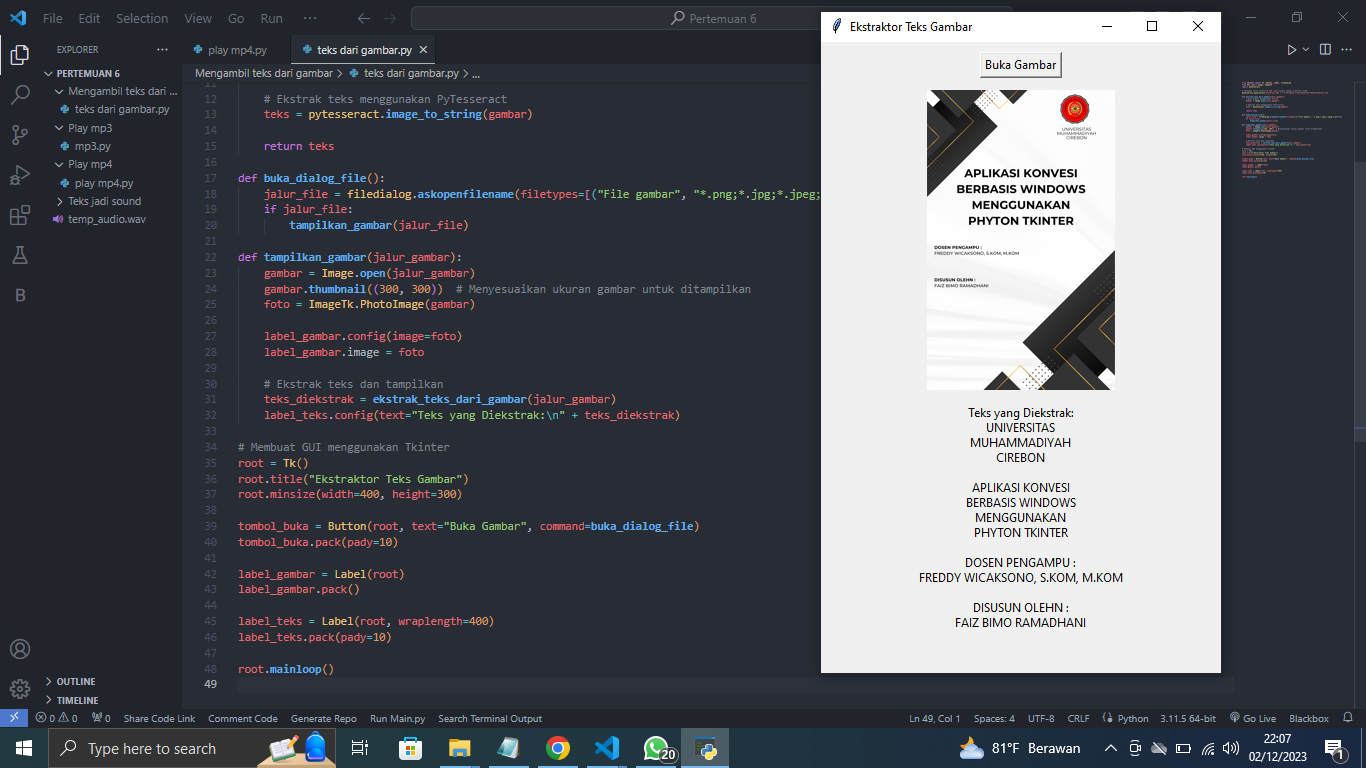 File Edit Selection View Go Run ... Pertemuan 6
EXPLORER ...
PERTEMUAN 6
Mengambil teks dari ...
teks dari gambar.py
Play mp3
mp3.py
Play mp4
play mp4.py
Teks jadi sound
temp_audio.wav
OUTLINE
TIMELINE
play mp4.py teks dari gambar.py
Mengambil teks dari gambar > teks dari gambar.py > ...
11
12 # Ekstrak teks menggunakan PyTesseract
13 teks = pytesseract.image_to_string(gambar)
14
15 return teks
16
17 def buka_dialog_file():
18 jalur_file = filedialog.askopenfilename(filetypes=[("File gambar", "*.png;*.jpg;*.jpeg;
19 if jalur_file:
20 tampilkan_gambar(jalur_file)
21
22 def tampilkan_gambar(jalur_gambar):
23 gambar = Image.open(jalur_gambar)
24 gambar.thumbnail((300, 300)) # Menyesuaikan ukuran gambar untuk ditampilkan
25 foto = ImageTk.PhotoImage(gambar)
26
27 label_gambar.config(image=foto)
28 label_gambar.image = foto
29
30 # Ekstrak teks dan tampilkan
31 teks_diekstrak = ekstrak_teks_dari_gambar(jalur_gambar)
32 label_teks.config(text="Teks yang Diekstrak:\n" + teks_diekstrak)
33
34 # Membuat GUI menggunakan Tkinter
35 root = Tk()
36 root.title("Ekstraktor Teks Gambar")
37 root.minsize(width=400, height=300)
38
39 tombol_buka = Button(root, text="Buka Gambar", command=buka_dialog_file)
40 tombol_buka.pack(pady=10)
41
42 label_gambar = Label(root)
43 label_gambar.pack()
44
45 label_teks = Label(root, wraplength=400)
46 label_teks.pack(pady=10)
47
48 root.mainloop()
49
Ekstraktor Teks Gambar
Buka Gambar
UNIVERSITAS
MUHAMMADIYAH
CIREBON
APLIKASI KONVESI
BERBASIS WINDOWS
MENGGUNAKAN
PHYTON TKINTER
DOSEN PENGAMPU :
FREDDY WICAKSONO, S.KOM, M.KOM
DISUSUN OLEHN :
FAIZ BIMO RAMADHANI
Teks yang Diekstrak:
UNIVERSITAS
MUHAMMADIYAH
CIREBON
APLIKASI KONVESI
BERBASIS WINDOWS
MENGGUNAKAN
PHYTON TKINTER
DOSEN PENGAMPU :
FREDDY WICAKSONO, S.KOM, M.KOM
DISUSUN OLEHN :
FAIZ BIMO RAMADHANI
0 0 0 Share Code Link Comment Code Generate Repo Run Main.py Search Terminal Output Ln 49, Col 1 Spaces: 4 UTF-8 CRLF Python 3.11.5 64-bit Go Live Blackbox
Type here to search 20 81°F Berawan 22:07
02/12/2023 1